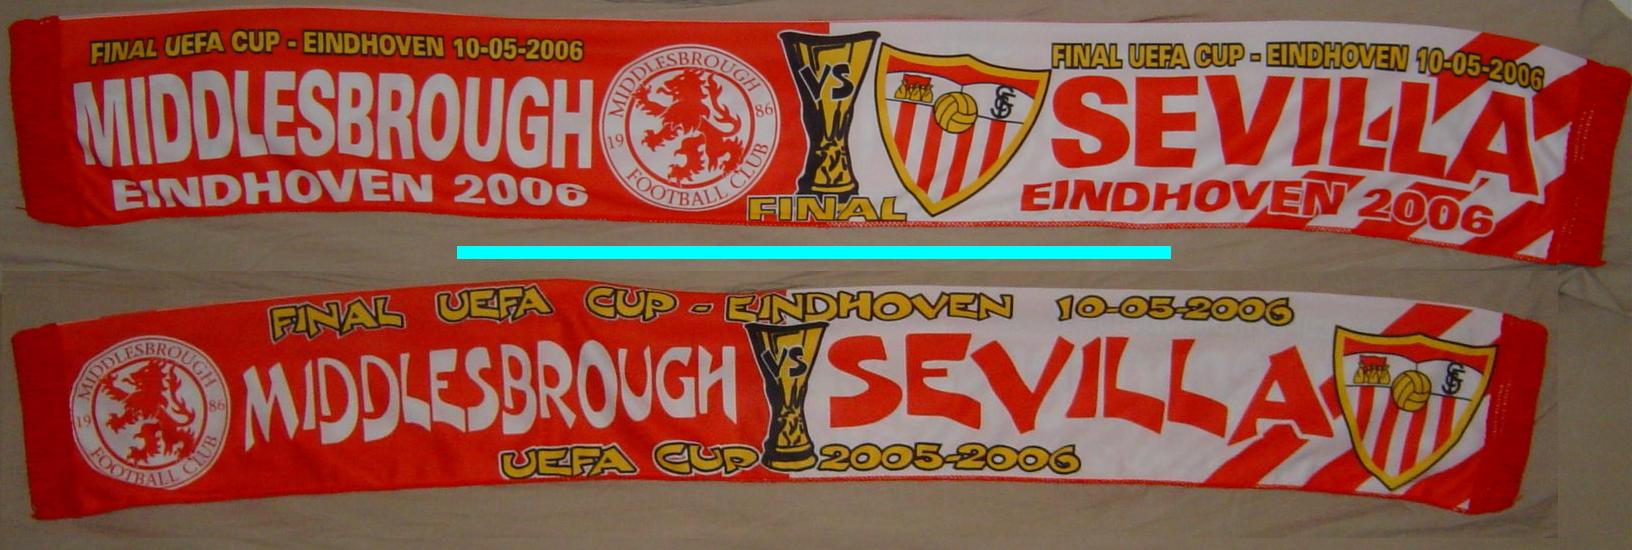 FINAL UEFA CUP - EINDHOVEN 10-05-2006
MIDDLESBROUGH
EINDHOVEN 2006
MIDDLESBROUGH
19 86
FOOTBALL CLUB
VS
FINAL
FINAL UEFA CUP - EINDHOVEN 10-05-2006
SEVILLA
EINDHOVEN 2006
FINAL UEFA CUP - EINDHOVEN 10-05-2006
MIDDLESBROUGH
19 86
FOOTBALL CLUB
MIDDLESBROUGH VS SEVILLA
UEFA CUP 2005-2006